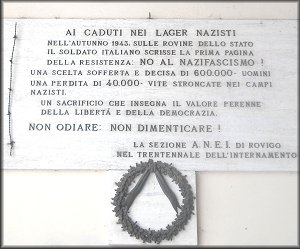 AI CADUTI NEI LAGER NAZISTI
NELL'AUTUNNO 1943, SULLE ROVINE DELLO STATO
IL SOLDATO ITALIANO SCRISSE LA PRIMA PAGINA
DELLA RESISTENZA: NO AL NAZIFASCISMO !
UNA SCELTA SOFFERTA E DECISA DI 600.000- UOMINI
UNA PERDITA DI 40.000- VITE STRONCATE NEI CAMPI
NAZISTI.
UN SACRIFICIO CHE INSEGNA IL VALORE PERENNE
DELLA LIBERTÁ E DELLA DEMOCRAZIA.
NON ODIARE: NON DIMENTICARE !
LA SEZIONE A.N.E.I. DI ROVIGO
NEL TRENTENNALE DELL'INTERNAMENTO